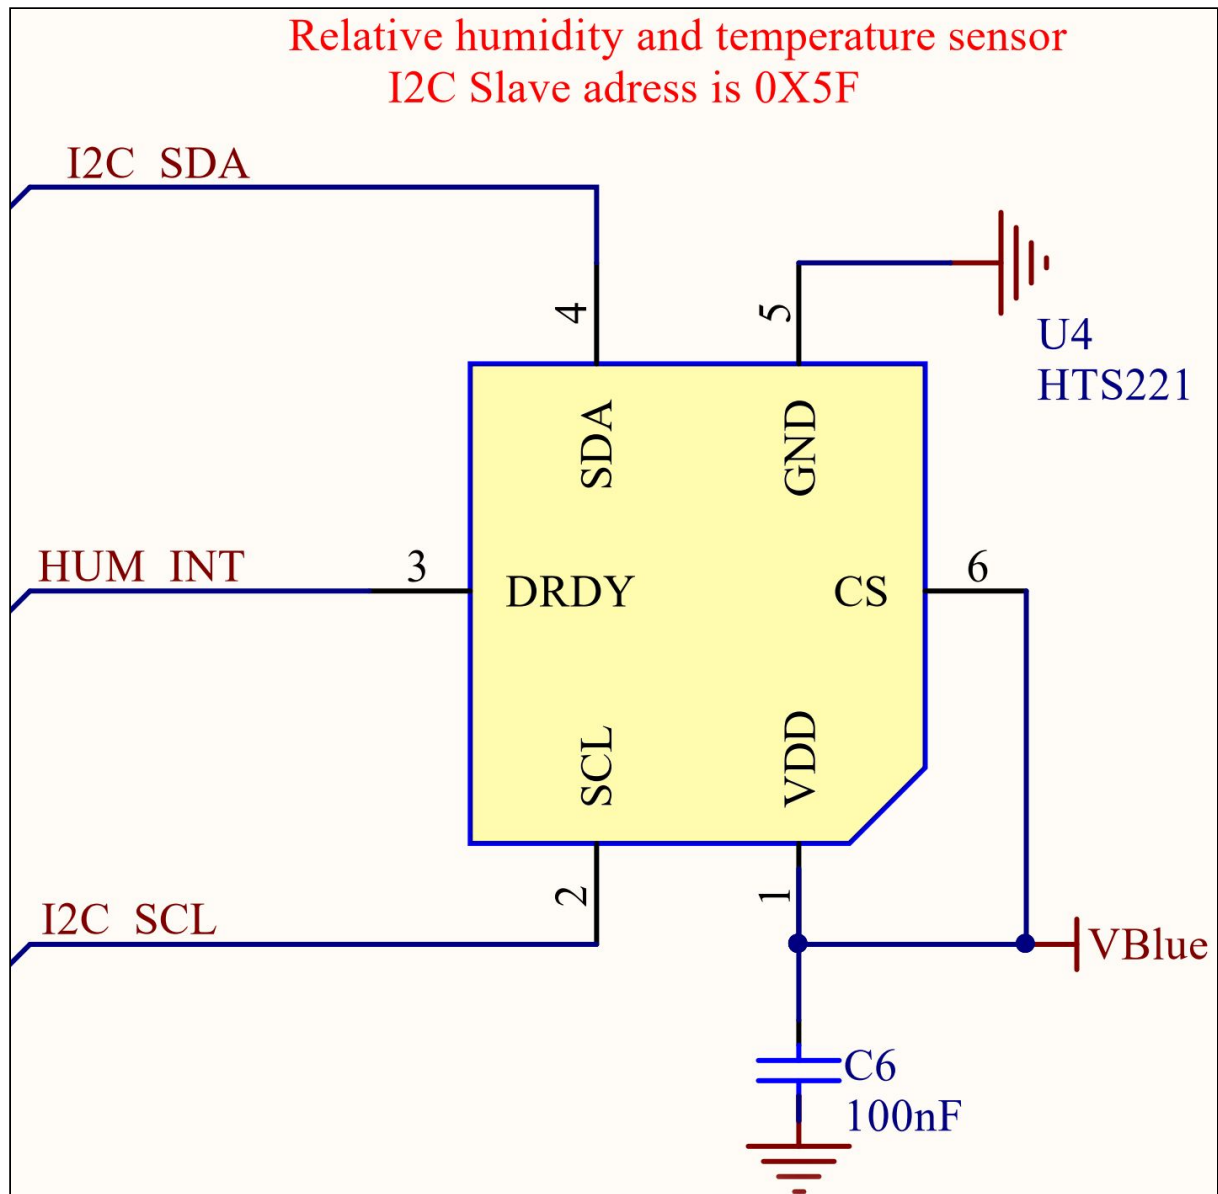 Relative humidity and temperature sensor
I2C Slave adress is 0X5F
I2C SDA
4
5
U4
HTS221
SDA
GND
HUM INT
3
DRDY
CS
6
SCL
VDD
I2C SCL
2
1
VBlue
C6
100nF